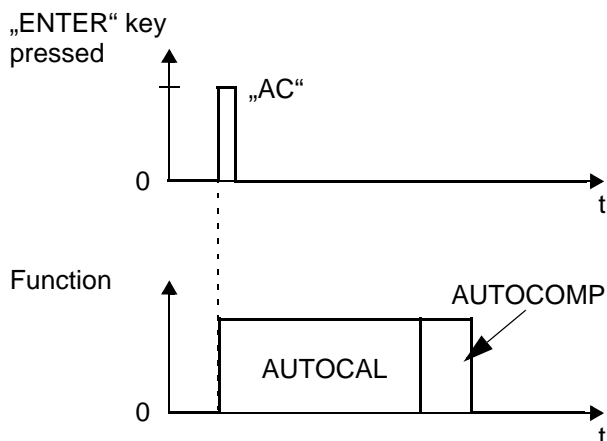 „ENTER“ key
pressed
„AC“
0
t
Function
AUTOCOMP
AUTOCAL
0
t